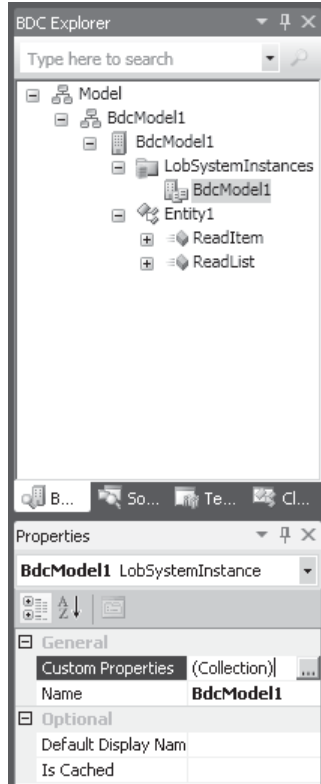 BDC Explorer
Type here to search
Model
BdcModel1
BdcModel1
LobSystemInstances
BdcModel1
Entity1
ReadItem
ReadList
B... So... Te... Cl...
Properties
BdcModel1 LobSystemInstance
General
Custom Properties (Collection) ...
Name BdcModel1
Optional
Default Display Nam
Is Cached